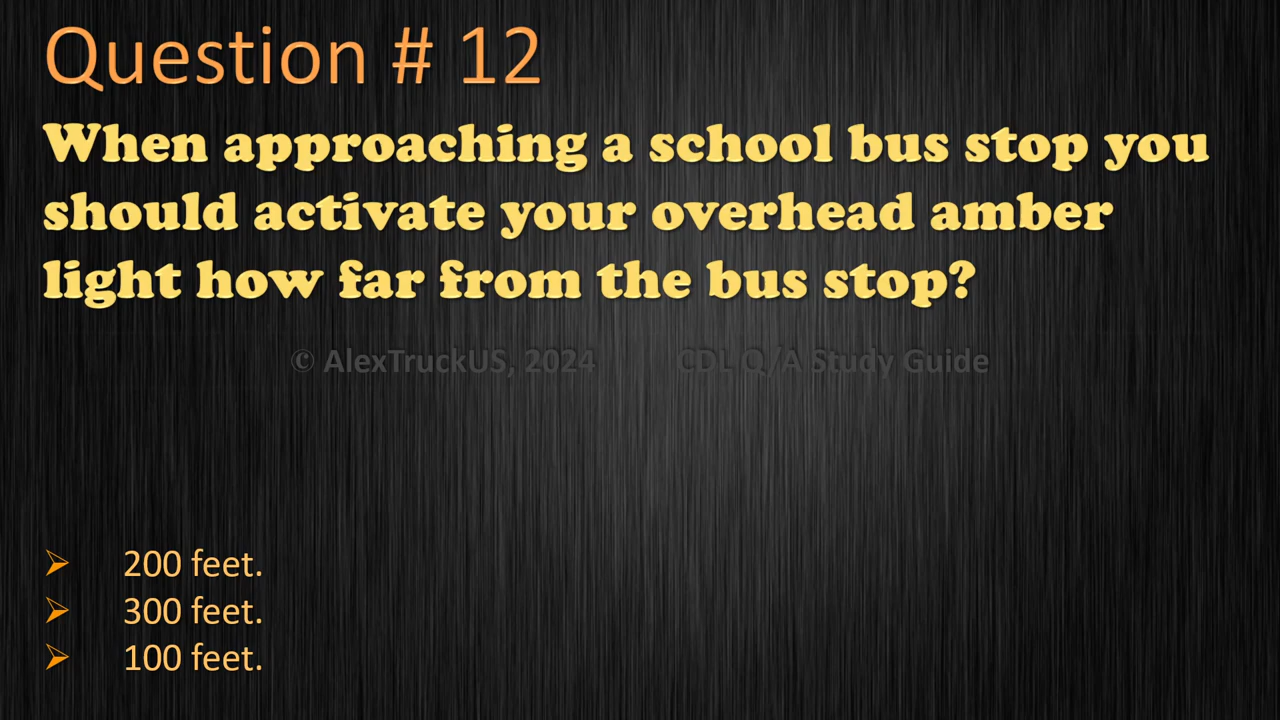 Question # 12
When approaching a school bus stop you
should activate your overhead amber
light how far from the bus stop?
© AlexTruckUS, 2024 CDL Q/A Study Guide
➢ 200 feet.
➢ 300 feet.
➢ 100 feet.